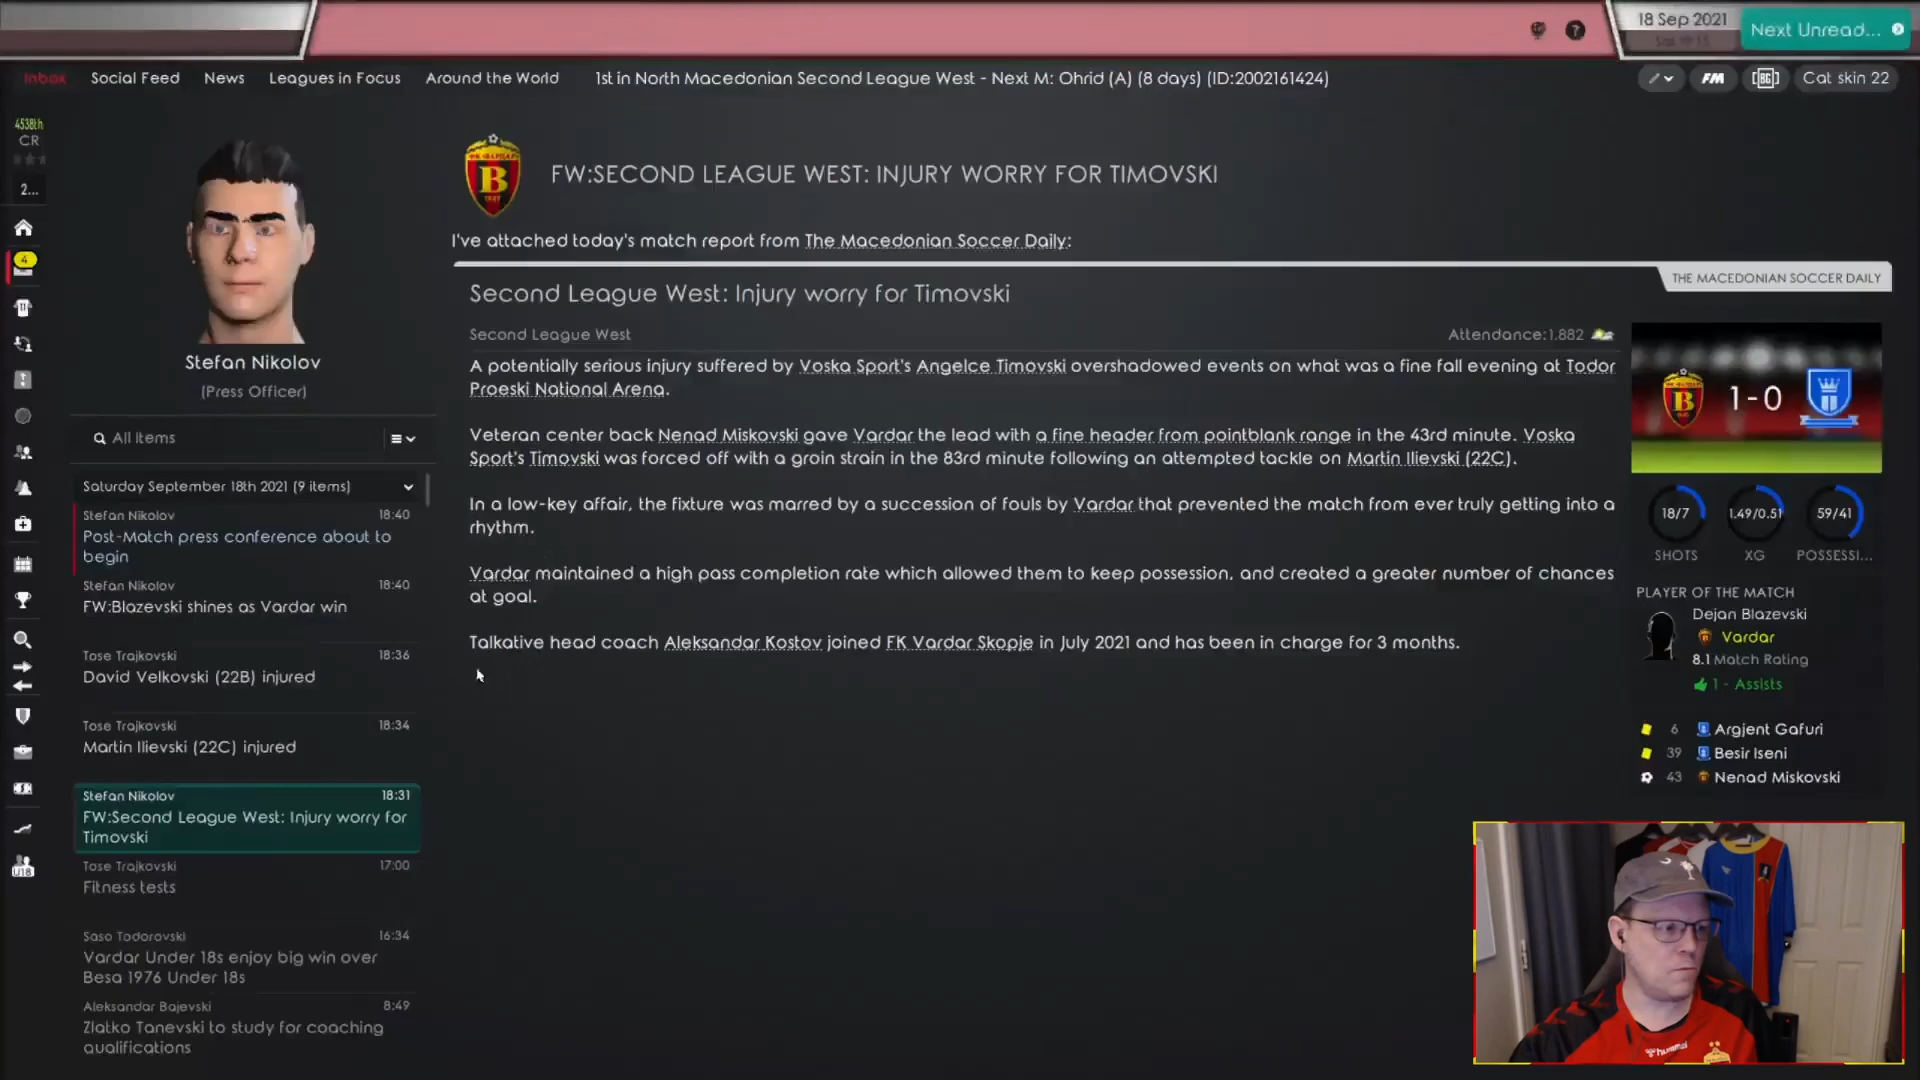 18 Sep 2021
Next Unread...
Inbox
Social Feed
News
Leagues in Focus
Around the World
1st in North Macedonian Second League West - Next M: Ohrid (A) (8 days) (ID:2002161424)
FM
Cat skin 22
4538th
CR
2...
4
U18
Stefan Nikolov
(Press Officer)
All Items
Saturday September 18th 2021 (9 items)
Stefan Nikolov 18:40
Post-Match press conference about to
begin
Stefan Nikolov 18:40
FW:Blazevski shines as Vardar win
Tose Trajkovski 18:36
David Velkovski (22B) injured
Tose Trajkovski 18:34
Martin Ilievski (22C) injured
Stefan Nikolov 18:31
FW:Second League West: Injury worry for
Timovski
Tose Trajkovski 17:00
Fitness tests
Saso Todorovski 16:34
Vardar Under 18s enjoy big win over
Besa 1976 Under 18s
Aleksandar Bajevski 8:49
Zlatko Tanevski to study for coaching
qualifications
FW:SECOND LEAGUE WEST: INJURY WORRY FOR TIMOVSKI
I've attached today's match report from The Macedonian Soccer Daily:
THE MACEDONIAN SOCCER DAILY
Second League West: Injury worry for Timovski
Second League West
Attendance:1.882
A potentially serious injury suffered by Voska Sport's Angelce Timovski overshadowed events on what was a fine fall evening at Todor
Proeski National Arena.
Veteran center back Nenad Miskovski gave Vardar the lead with a fine header from pointblank range in the 43rd minute. Voska
Sport's Timovski was forced off with a groin strain in the 83rd minute following an attempted tackle on Martin Ilievski (22C).
In a low-key affair, the fixture was marred by a succession of fouls by Vardar that prevented the match from ever truly getting into a
rhythm.
Vardar maintained a high pass completion rate which allowed them to keep possession, and created a greater number of chances
at goal.
Talkative head coach Aleksandar Kostov joined FK Vardar Skopje in July 2021 and has been in charge for 3 months.
1-0
18/7
1.49/0.51
59/41
SHOTS
XG
POSSESSI...
PLAYER OF THE MATCH
Dejan Blazevski
Vardar
8.1 Match Rating
1 - Assists
6 Argjent Gafuri
39 Besir Iseni
43 Nenad Miskovski
hummel